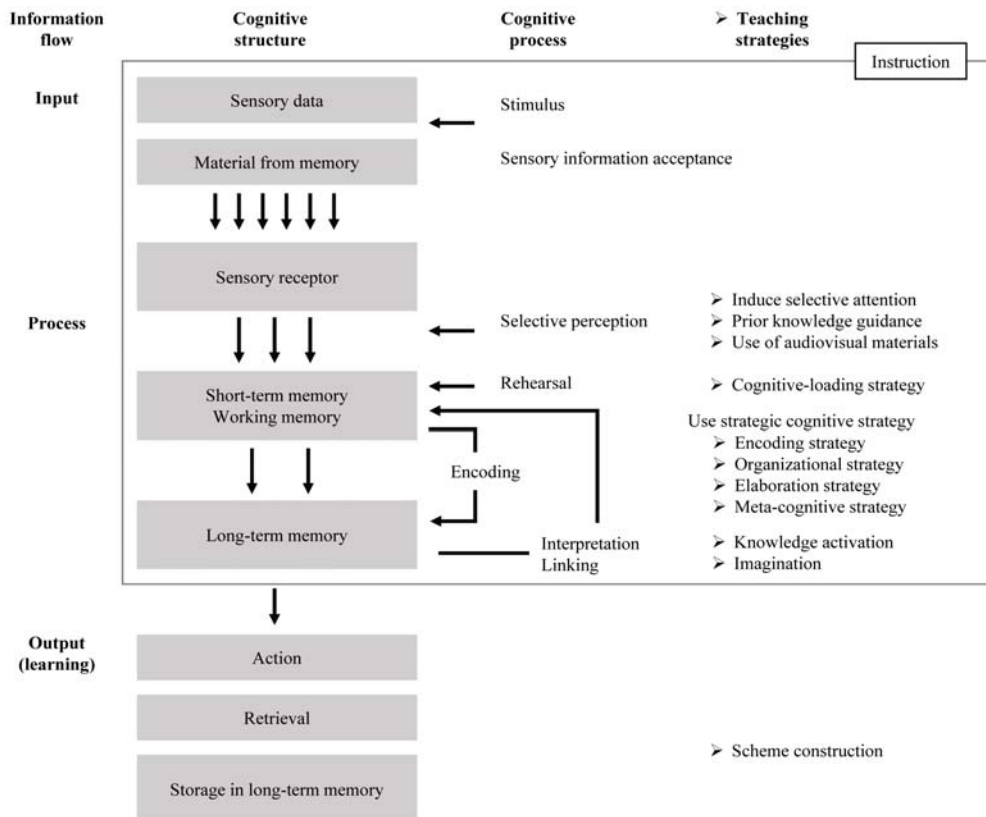 Information flow
Cognitive structure
Cognitive process
➢ Teaching strategies
Instruction
Input
Sensory data
Stimulus
Material from memory
Sensory information acceptance
Sensory receptor
Process
Selective perception
➢ Induce selective attention
➢ Prior knowledge guidance
➢ Use of audiovisual materials
Short-term memory
Working memory
Rehearsal
➢ Cognitive-loading strategy
Use strategic cognitive strategy
➢ Encoding strategy
➢ Organizational strategy
➢ Elaboration strategy
➢ Meta-cognitive strategy
Encoding
Long-term memory
Interpretation
Linking
➢ Knowledge activation
➢ Imagination
Output
(learning)
Action
Retrieval
Storage in long-term memory
➢ Scheme construction